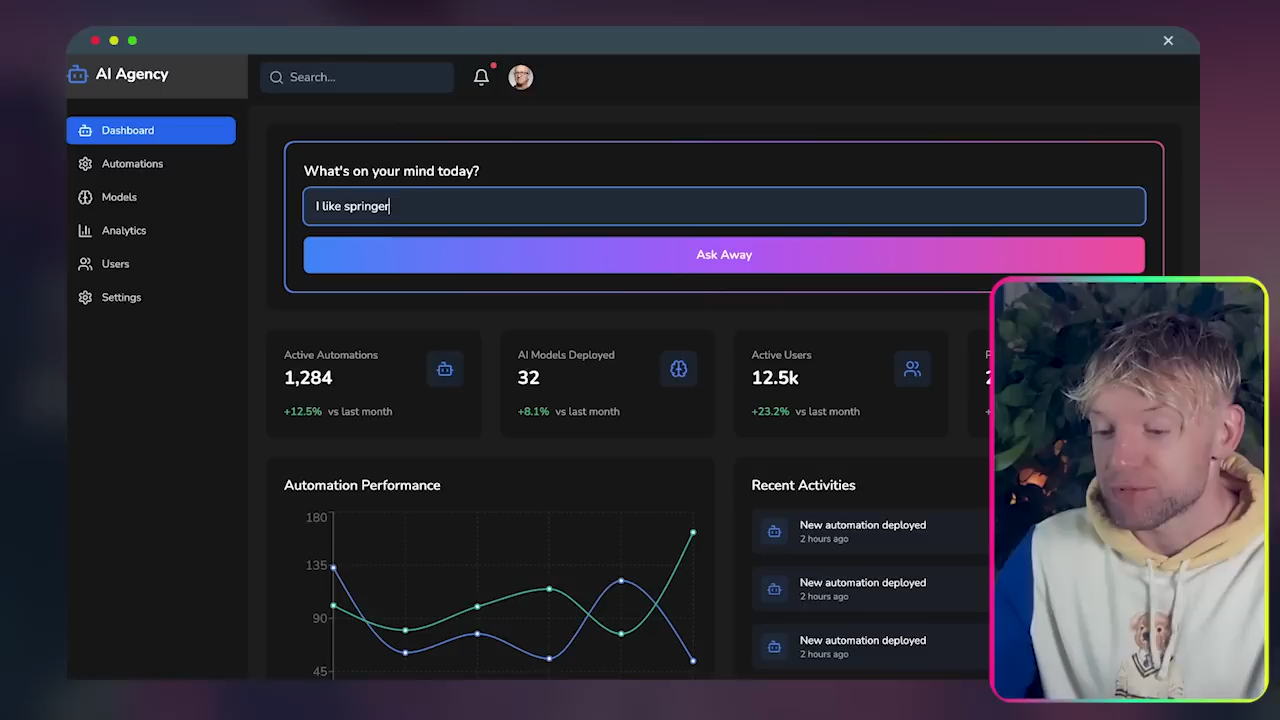 AI Agency
Search...
Dashboard
Automations
Models
Analytics
Users
Settings
What's on your mind today?
I like springer
Ask Away
Active Automations
1,284
+12.5% vs last month
AI Models Deployed
32
+8.1% vs last month
Active Users
12.5k
+23.2% vs last month
Automation Performance
180
135
90
45
Recent Activities
New automation deployed
2 hours ago
New automation deployed
2 hours ago
New automation deployed
2 hours ago